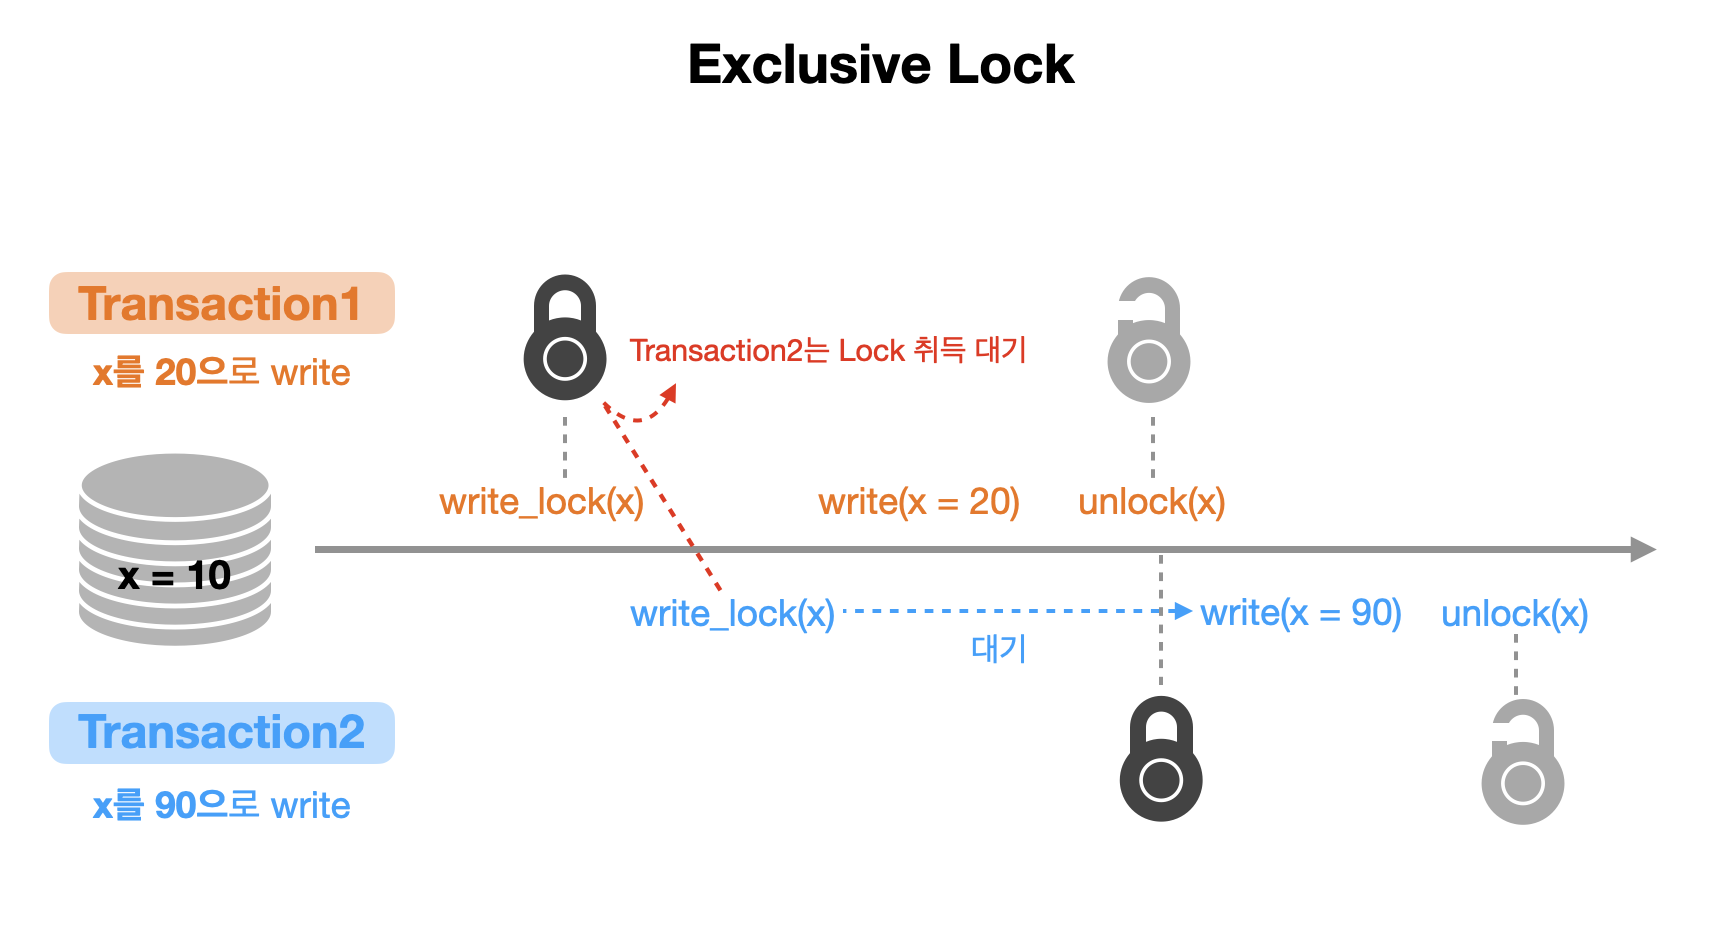 Exclusive Lock
Transaction1
x를 20으로 write
Transaction2는 Lock 취득 대기
write_lock(x)
write(x = 20)
unlock(x)
x = 10
write_lock(x)
대기
write(x = 90)
unlock(x)
Transaction2
x를 90으로 write